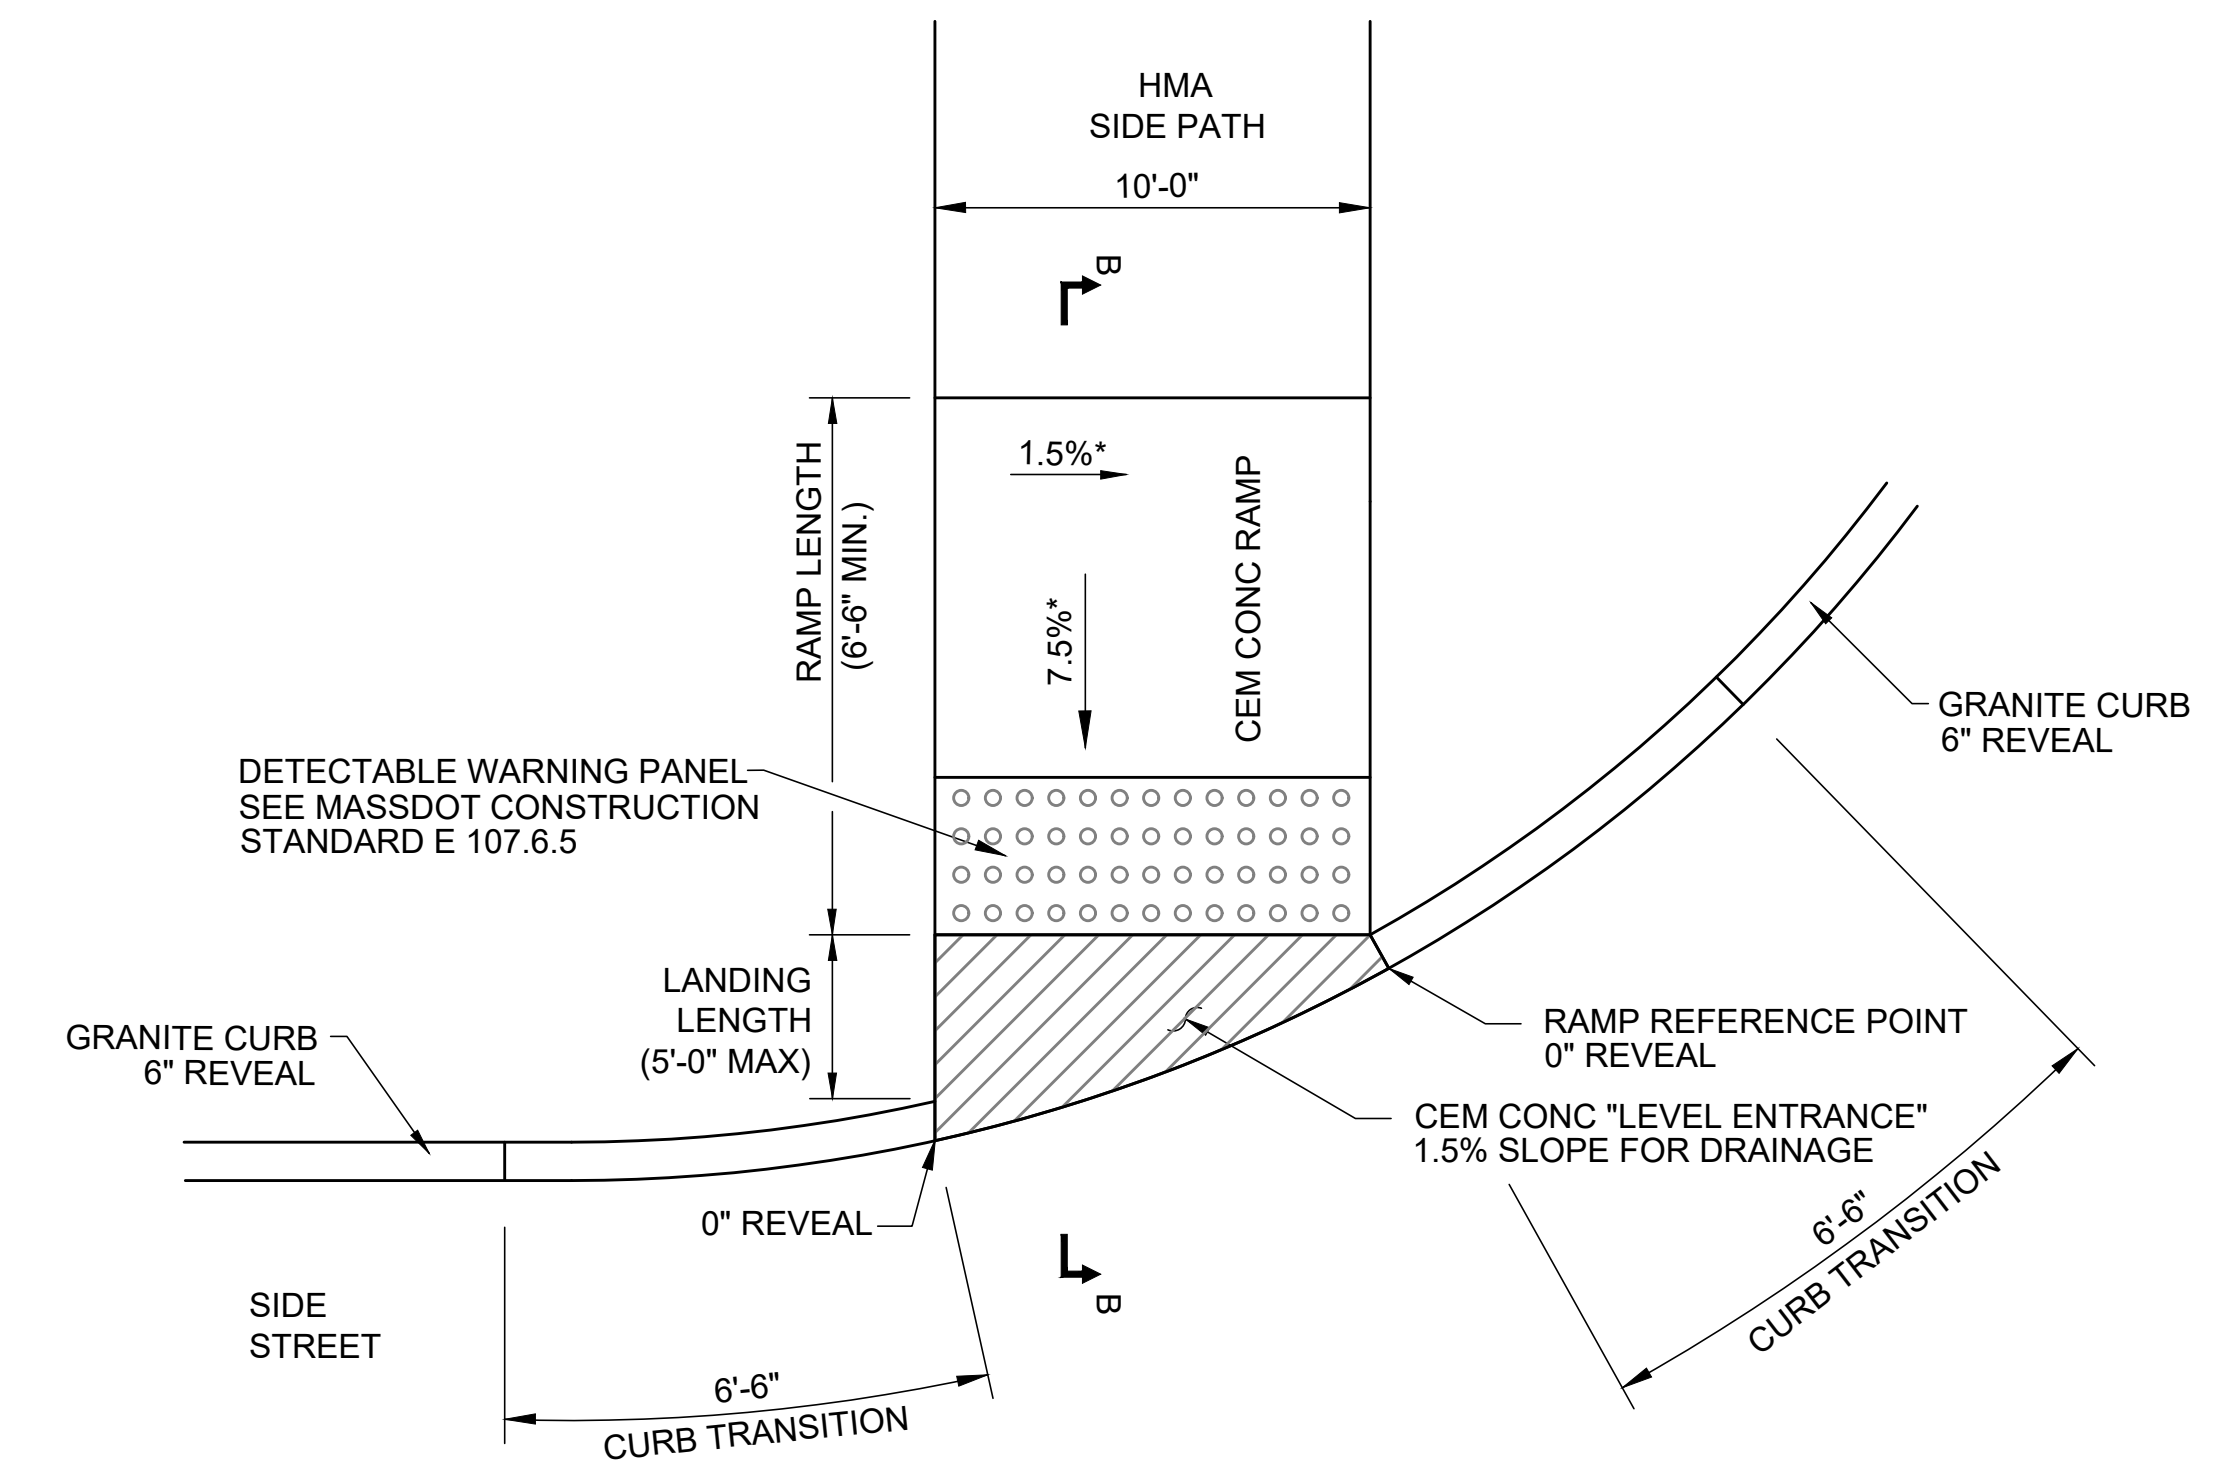 HMA
SIDE PATH
10'-0"
B
1.5%*
7.5%*
CEM CONC RAMP
RAMP LENGTH
(6'-6" MIN.)
DETECTABLE WARNING PANEL
SEE MASSDOT CONSTRUCTION
STANDARD E 107.6.5
GRANITE CURB
6" REVEAL
LANDING
LENGTH
(5'-0" MAX)
GRANITE CURB
6" REVEAL
RAMP REFERENCE POINT
0" REVEAL
CEM CONC "LEVEL ENTRANCE"
1.5% SLOPE FOR DRAINAGE
0" REVEAL
6'-6"
CURB TRANSITION
B
SIDE
STREET
6'-6"
CURB TRANSITION